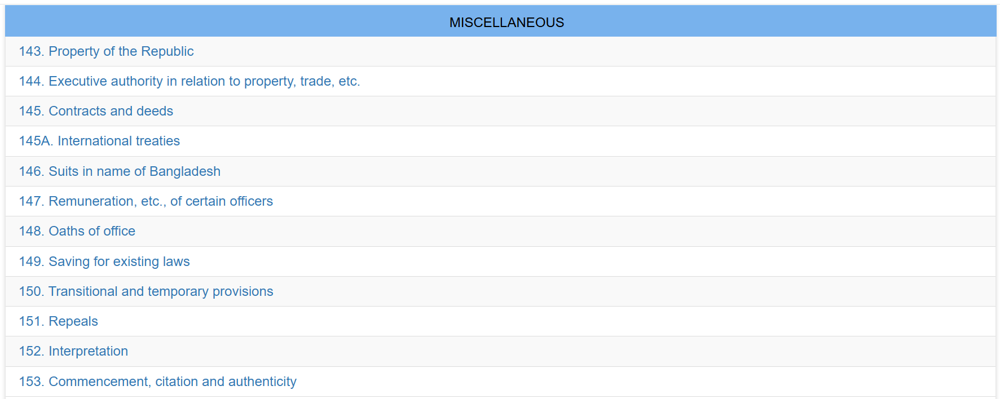 MISCELLANEOUS
143. Property of the Republic
144. Executive authority in relation to property, trade, etc.
145. Contracts and deeds
145A. International treaties
146. Suits in name of Bangladesh
147. Remuneration, etc., of certain officers
148. Oaths of office
149. Saving for existing laws
150. Transitional and temporary provisions
151. Repeals
152. Interpretation
153. Commencement, citation and authenticity